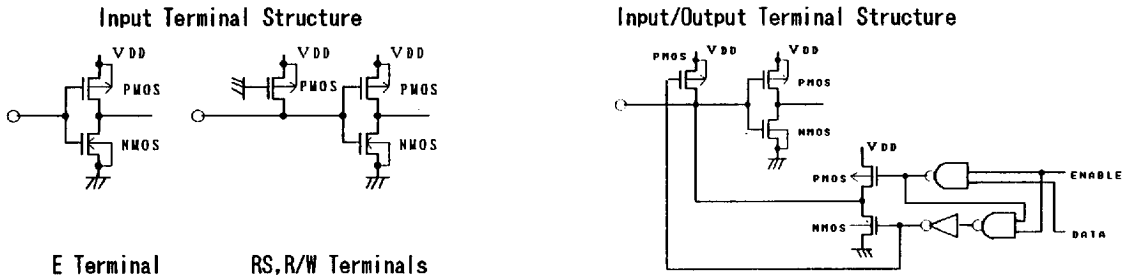 Input Terminal Structure
Input/Output Terminal Structure
VDD
VDD
VDD
PMOS
PMOS
PMOS
NMOS
NMOS
E Terminal
RS,R/W Terminals
PMOS
VDD
PMOS
NMOS
VDD
PMOS
ENABLE
NMOS
DATA